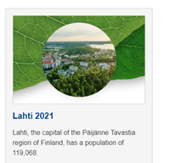 Lahti 2021
Lahti, the capital of the Päijänne Tavastia
region of Finland, has a population of
119,068.